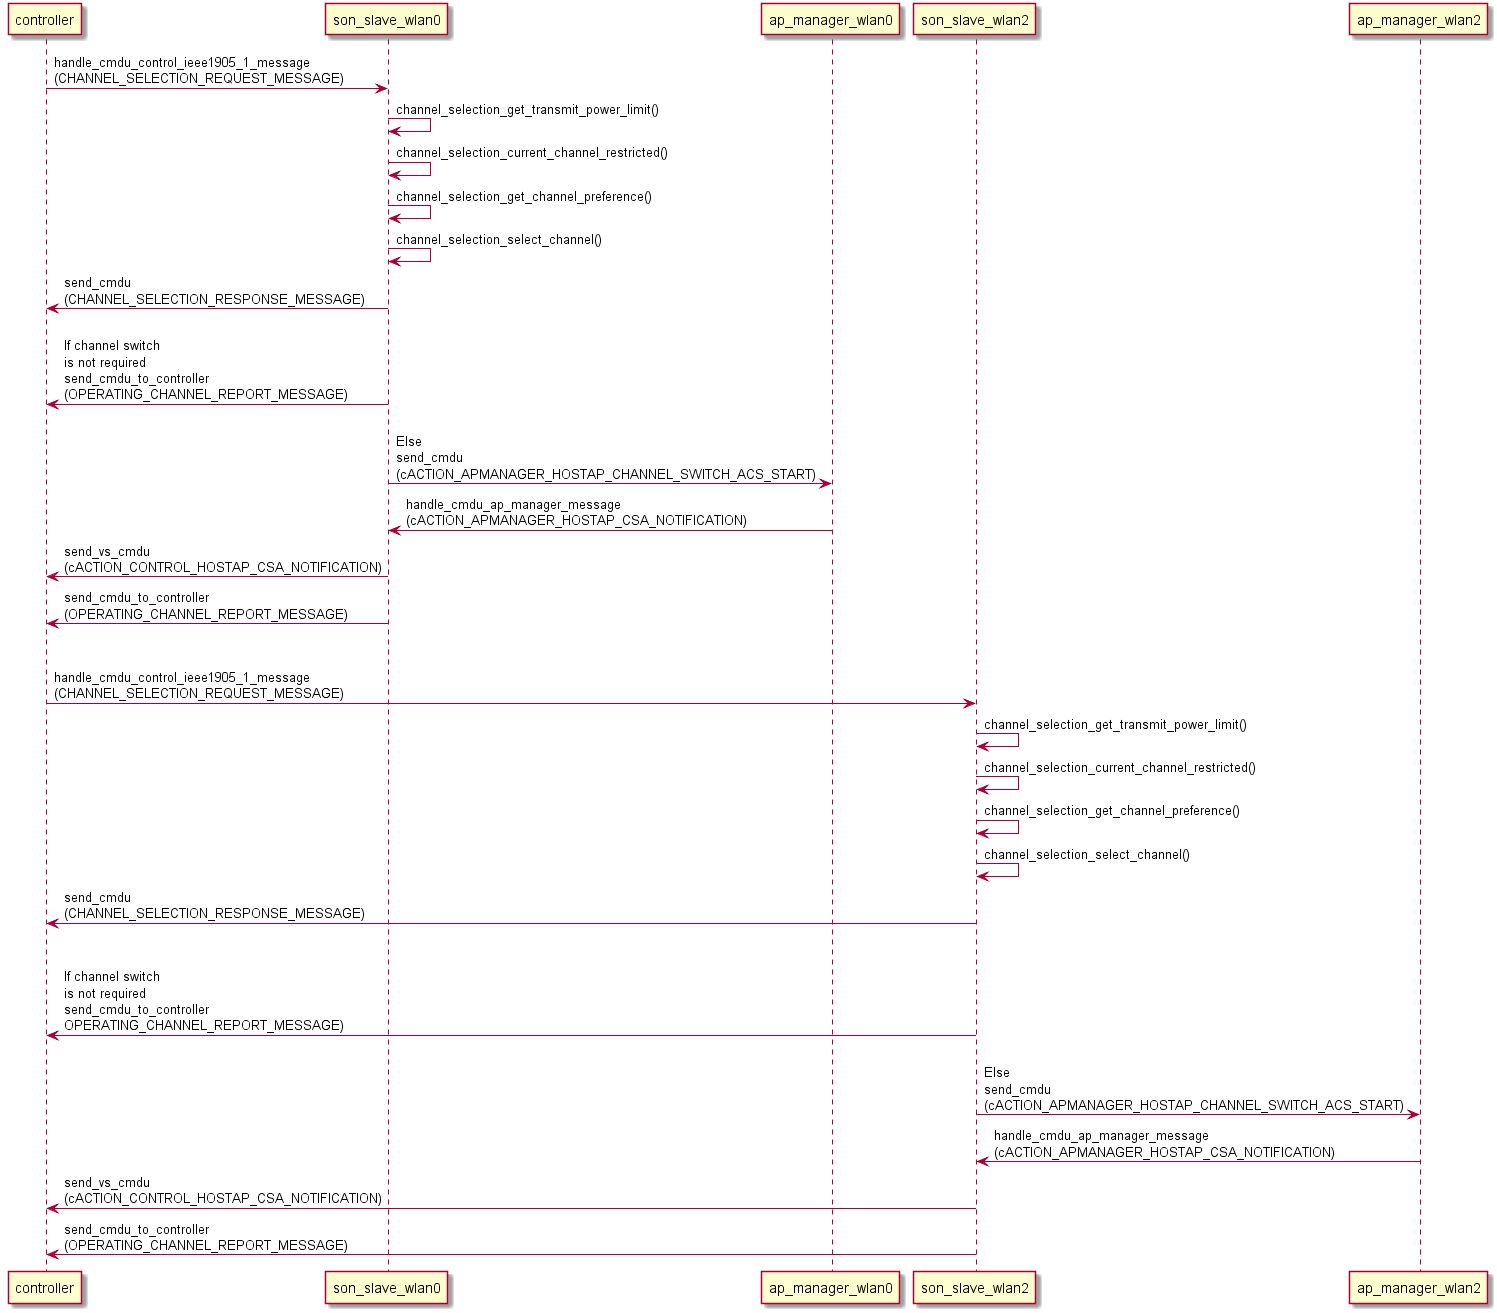 controller
son_slave_wlan0
ap_manager_wlan0
son_slave_wlan2
ap_manager_wlan2
handle_cmdu_control_ieee1905_1_message
(CHANNEL_SELECTION_REQUEST_MESSAGE)
channel_selection_get_transmit_power_limit()
channel_selection_current_channel_restricted()
channel_selection_get_channel_preference()
channel_selection_select_channel()
send_cmdu
(CHANNEL_SELECTION_RESPONSE_MESSAGE)
If channel switch
is not required
send_cmdu_to_controller
(OPERATING_CHANNEL_REPORT_MESSAGE)
Else
send_cmdu
(cACTION_APMANAGER_HOSTAP_CHANNEL_SWITCH_ACS_START)
handle_cmdu_ap_manager_message
(cACTION_APMANAGER_HOSTAP_CSA_NOTIFICATION)
send_vs_cmdu
(cACTION_CONTROL_HOSTAP_CSA_NOTIFICATION)
send_cmdu_to_controller
(OPERATING_CHANNEL_REPORT_MESSAGE)
handle_cmdu_control_ieee1905_1_message
(CHANNEL_SELECTION_REQUEST_MESSAGE)
channel_selection_get_transmit_power_limit()
channel_selection_current_channel_restricted()
channel_selection_get_channel_preference()
channel_selection_select_channel()
send_cmdu
(CHANNEL_SELECTION_RESPONSE_MESSAGE)
If channel switch
is not required
send_cmdu_to_controller
OPERATING_CHANNEL_REPORT_MESSAGE)
Else
send_cmdu
(cACTION_APMANAGER_HOSTAP_CHANNEL_SWITCH_ACS_START)
handle_cmdu_ap_manager_message
(cACTION_APMANAGER_HOSTAP_CSA_NOTIFICATION)
send_vs_cmdu
(cACTION_CONTROL_HOSTAP_CSA_NOTIFICATION)
send_cmdu_to_controller
(OPERATING_CHANNEL_REPORT_MESSAGE)
controller
son_slave_wlan0
ap_manager_wlan0
son_slave_wlan2
ap_manager_wlan2